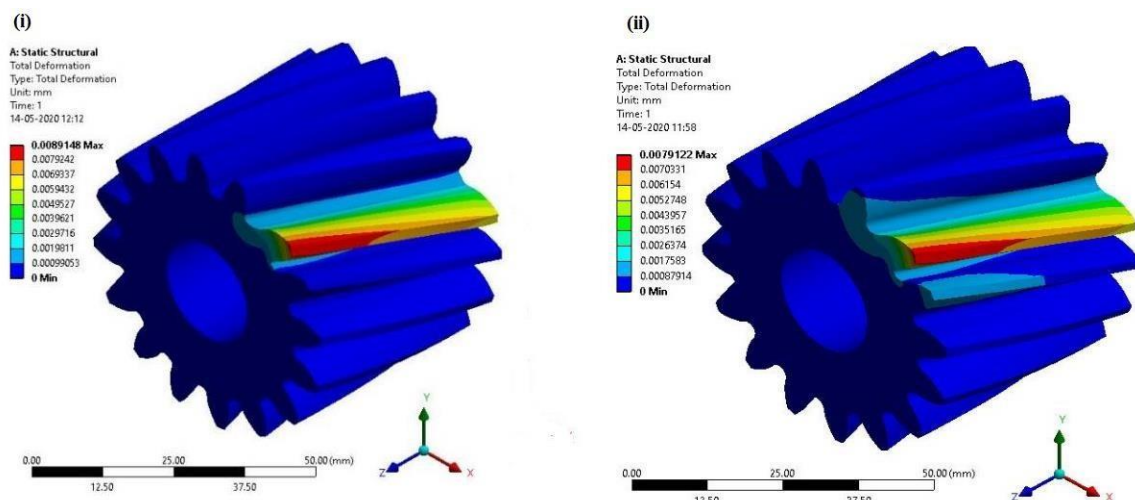 (i)
A: Static Structural
Total Deformation
Type: Total Deformation
Unit: mm
Time: 1
14-05-2020 12:12
0.0089148 Max
0.0079242
0.0069337
0.0059432
0.0049527
0.0039621
0.0029716
0.0019811
0.00099053
0 Min
Y
Z
X
0.00
25.00
50.00 (mm)
12.50
37.50
(ii)
A: Static Structural
Total Deformation
Type: Total Deformation
Unit: mm
Time: 1
14-05-2020 11:58
0.0079122 Max
0.0070331
0.006154
0.0052748
0.0043957
0.0035165
0.0026374
0.0017583
0.00087914
0 Min
Y
Z
X
0.00
25.00
50.00 (mm)
12.50
37.50